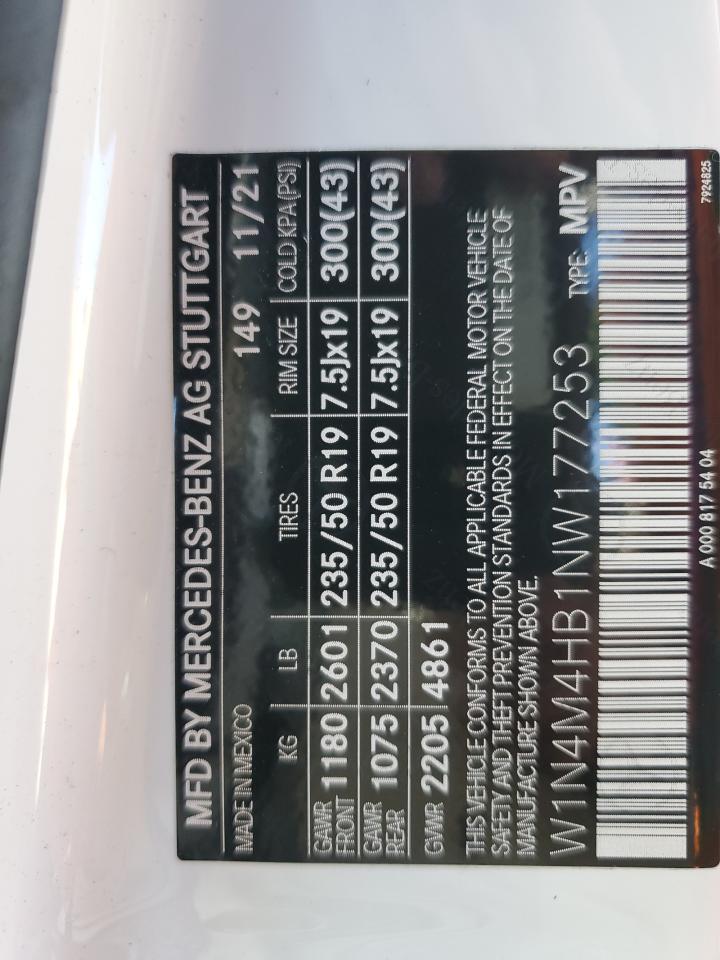 MFD BY MERCEDES-BENZ AG STUTTGART
MADE IN MEXICO 149 11/21
KG LB TIRES RIM SIZE COLD KPA (PSI)
GAWR FRONT 1180 2601 235/50 R19 7.5Jx19 300(43)
GAWR REAR 1075 2370 235/50 R19 7.5Jx19 300(43)
GVWR 2205 4861
THIS VEHICLE CONFORMS TO ALL APPLICABLE FEDERAL MOTOR VEHICLE
SAFETY AND THEFT PREVENTION STANDARDS IN EFFECT ON THE DATE OF
MANUFACTURE SHOWN ABOVE.
W1N4M4HB1NW177253 TYPE: MPV
A 000 817 54 04 7924825